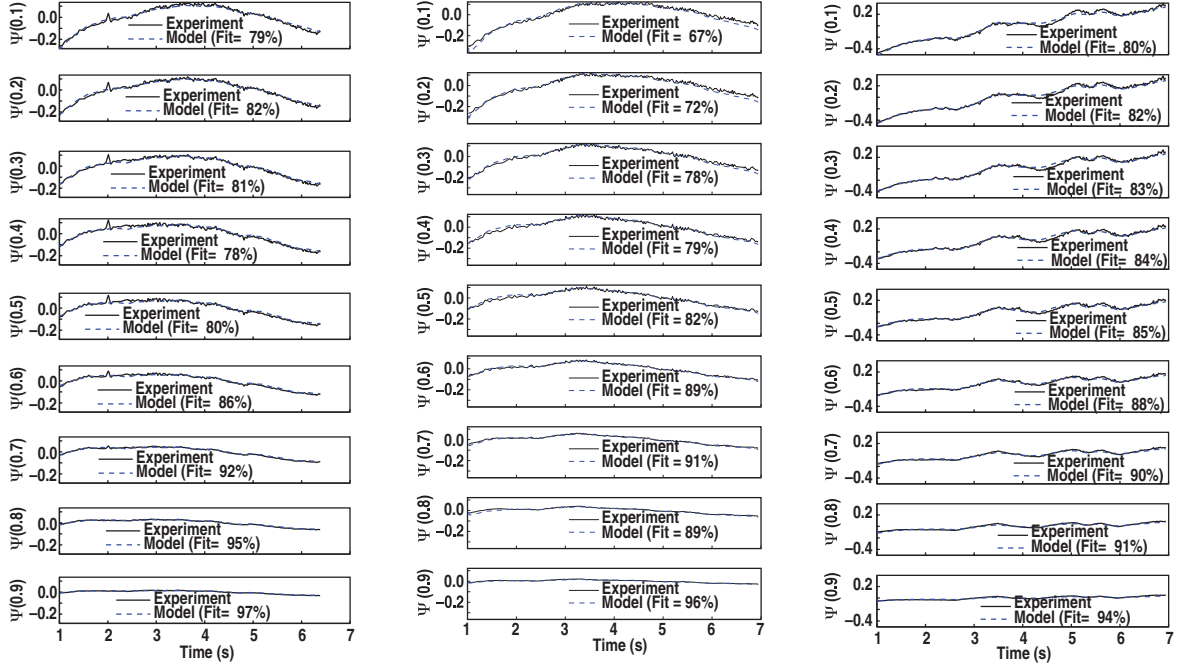 Ψ(0.1)
0.0
−0.2
Experiment
Model (Fit= 79%)
Ψ(0.2)
0.0
−0.2
Experiment
Model (Fit= 82%)
Ψ(0.3)
0.0
−0.2
Experiment
Model (Fit= 81%)
Ψ(0.4)
0.0
−0.2
Experiment
Model (Fit= 78%)
Ψ(0.5)
0.0
−0.2
Experiment
Model (Fit= 80%)
Ψ(0.6)
0.0
−0.2
Experiment
Model (Fit= 86%)
Ψ(0.7)
0.0
−0.2
Experiment
Model (Fit= 92%)
Ψ(0.8)
0.0
−0.2
Experiment
Model (Fit= 95%)
Ψ(0.9)
0.0
−0.2
Experiment
Model (Fit= 97%)
1 2 3 4 5 6 7
Time (s)
Ψ (0.1)
0.0
−0.2
Experiment
Model (Fit= 67%)
Ψ (0.2)
0.0
−0.2
Experiment
Model (Fit = 72%)
Ψ (0.3)
0.0
−0.2
Experiment
Model (Fit = 78%)
Ψ (0.4)
0.0
−0.2
Experiment
Model (Fit = 79%)
Ψ (0.5)
0.0
−0.2
Experiment
Model (Fit = 82%)
Ψ (0.6)
0.0
−0.2
Experiment
Model (Fit = 89%)
Ψ (0.7)
0.0
−0.2
Experiment
Model (Fit = 91%)
Ψ (0.8)
0.0
−0.2
Experiment
Model (Fit = 89%)
Ψ (0.9)
0.0
−0.2
Experiment
Model (Fit = 96%)
1 2 3 4 5 6 7
Time (s)
Ψ (0.1)
0.2
−0.4
Experiment
Model (Fit= 80%)
Ψ (0.2)
0.2
−0.4
Experiment
Model (Fit= 82%)
Ψ (0.3)
0.2
−0.4
Experiment
Model (Fit= 83%)
Ψ (0.4)
0.2
−0.4
Experiment
Model (Fit= 84%)
Ψ (0.5)
0.2
−0.4
Experiment
Model (Fit= 85%)
Ψ (0.6)
0.2
−0.4
Experiment
Model (Fit= 88%)
Ψ (0.7)
0.2
−0.4
Experiment
Model (Fit= 90%)
Ψ (0.8)
0.2
−0.4
Experiment
Model (Fit= 91%)
Ψ (0.9)
0.2
−0.4
Experiment
Model (Fit= 94%)
1 2 3 4 5 6 7
Time (s)